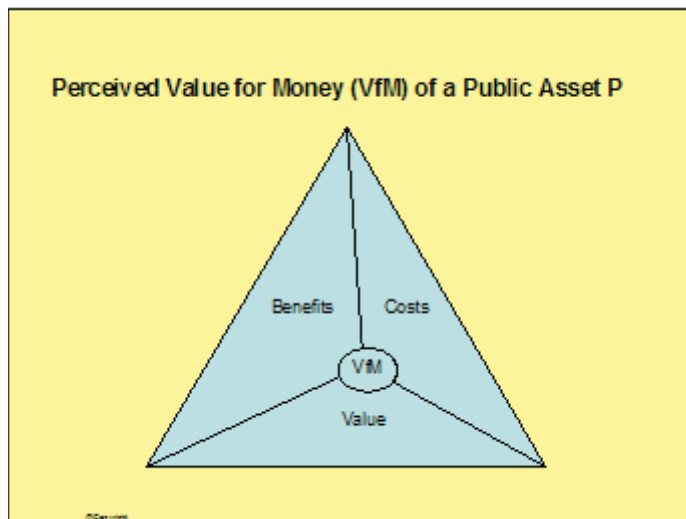 Perceived Value for Money (VfM) of a Public Asset P
Benefits
Costs
VfM
Value